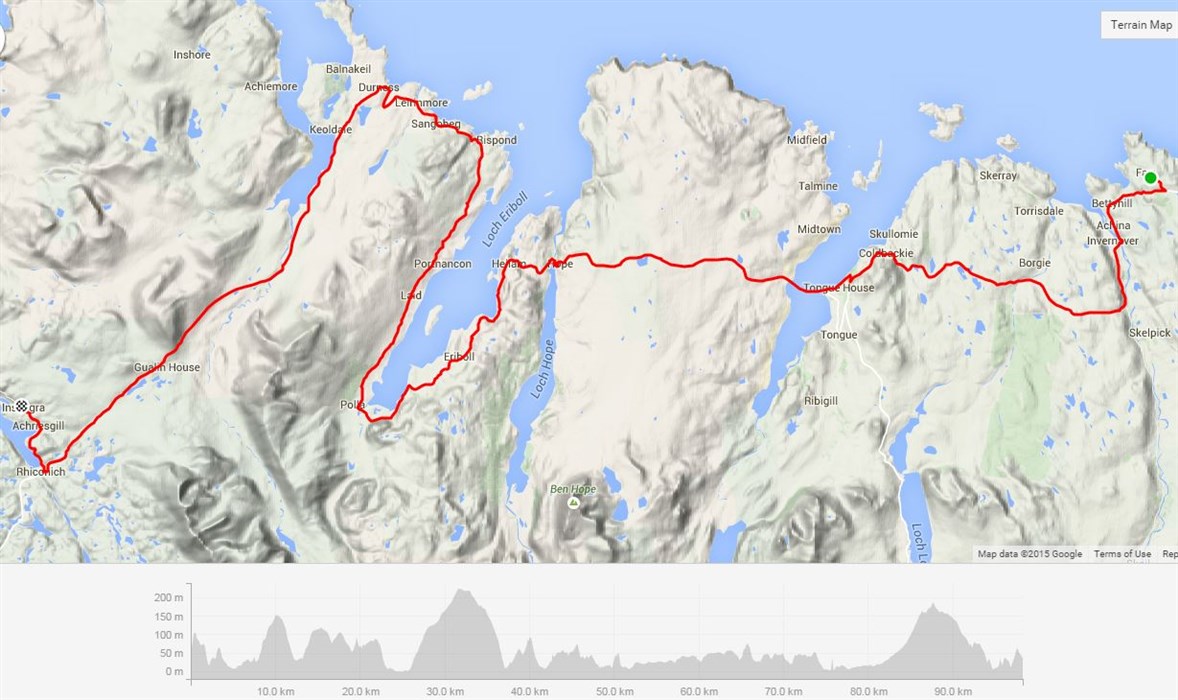 Terrain Map
Inshore
Balnakeil
Achiemore
Durness
Leirinmore
Sangobeg
Keoldale
Rispond
Midfield
Skerray
Talmine
Bettyhill
Torrisdale
Achina
Invernaver
Midtown
Skullomie
Coldbackie
Borgie
Loch Eriboll
Portnancon
Heilam
Hope
Laid
Tongue House
Tongue
Skelpick
Eriboll
Gualin House
Loch Hope
Polla
Ribigill
Achriesgill
Rhiconich
Ben Hope
Loch Lo
Map data ©2015 Google Terms of Use Rep
200 m
150 m
100 m
50 m
0 m
10.0 km 20.0 km 30.0 km 40.0 km 50.0 km 60.0 km 70.0 km 80.0 km 90.0 km